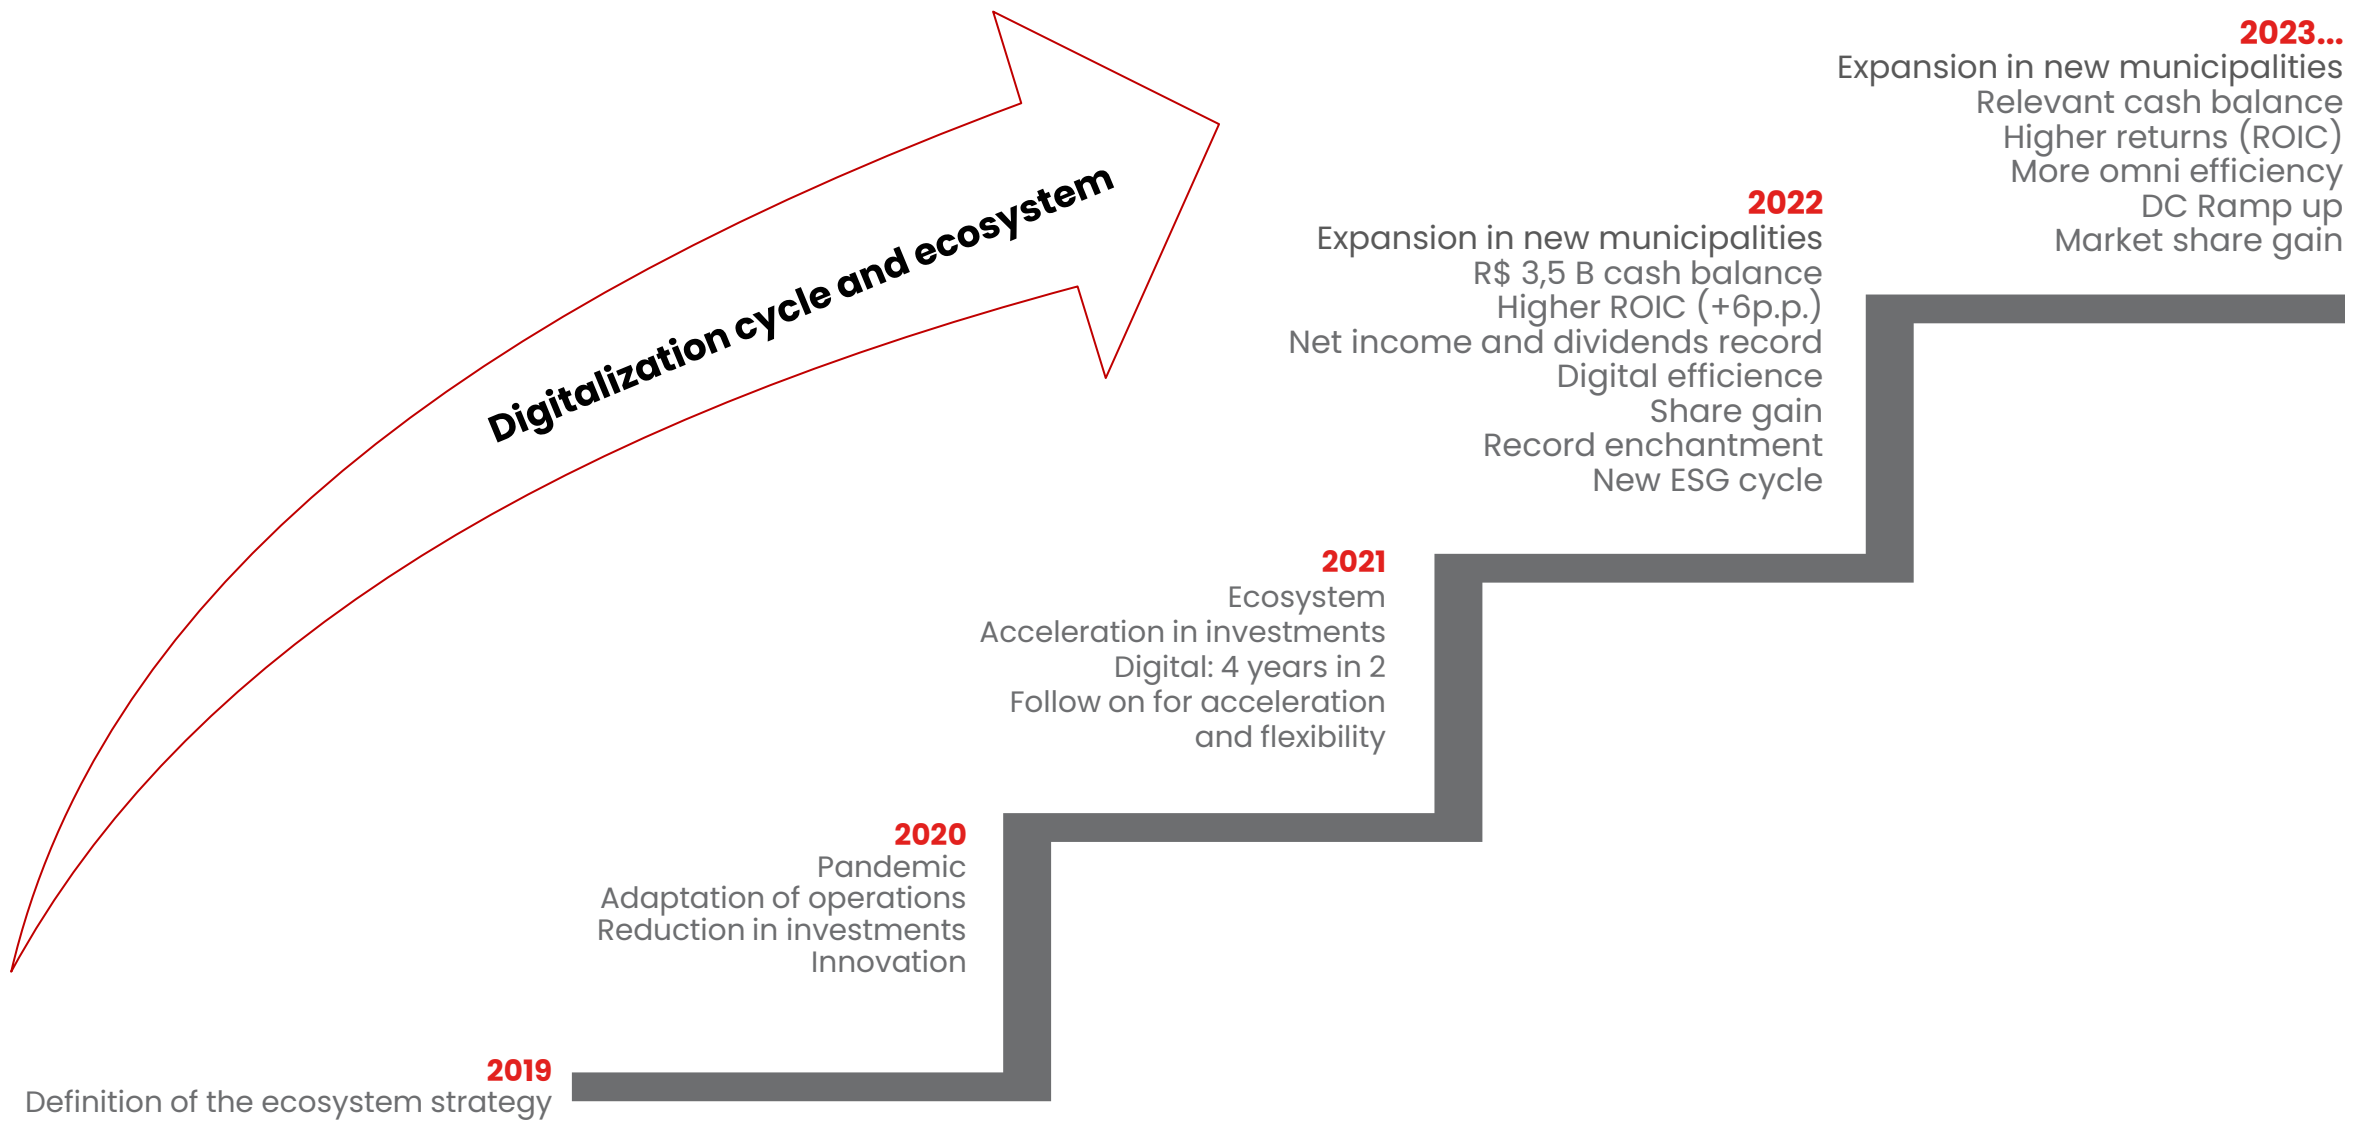 Digitalization cycle and ecosystem
2019
Definition of the ecosystem strategy
2020
Pandemic
Adaptation of operations
Reduction in investments
Innovation
2021
Ecosystem
Acceleration in investments
Digital: 4 years in 2
Follow on for acceleration
and flexibility
2022
Expansion in new municipalities
R$ 3,5 B cash balance
Higher ROIC (+6p.p.)
Net income and dividends record
Digital efficience
Share gain
Record enchantment
New ESG cycle
2023...
Expansion in new municipalities
Relevant cash balance
Higher returns (ROIC)
More omni efficiency
DC Ramp up
Market share gain